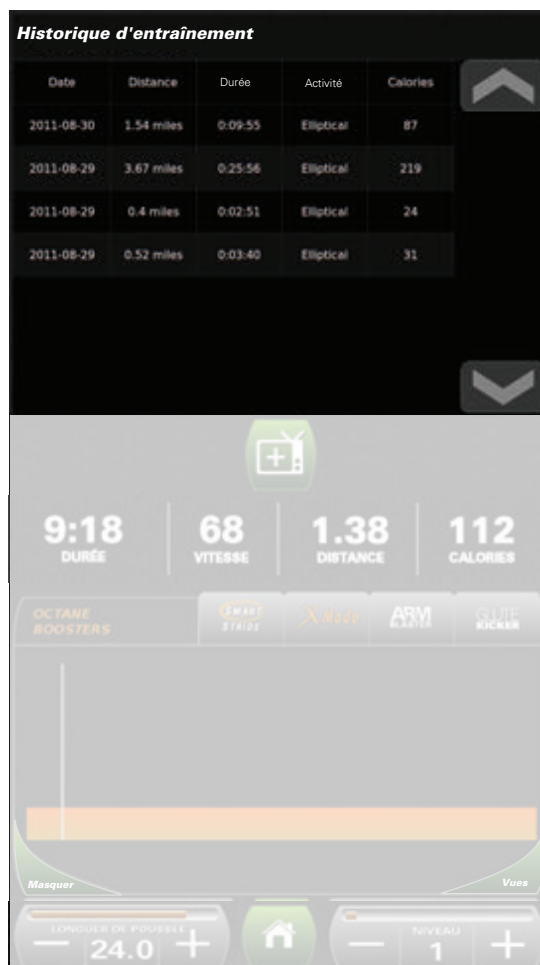 Historique d'entraînement
Date Distance Durée Activité Calories
2011-08-30 1.54 miles 0:09:55 Elliptical 87
2011-08-29 3.67 miles 0:25:56 Elliptical 219
2011-08-29 0.4 miles 0:02:51 Elliptical 24
2011-08-29 0.52 miles 0:03:40 Elliptical 31
9:18 68 1.38 112
DURÉE VITESSE DISTANCE CALORIES
OCTANE BOOSTERS
SMART STRIDE
X Mode
ARM BLASTER
GLUTE KICKER
Masquer Vues
LONGUER DE POUSSLE NIVEAU
24.0 1